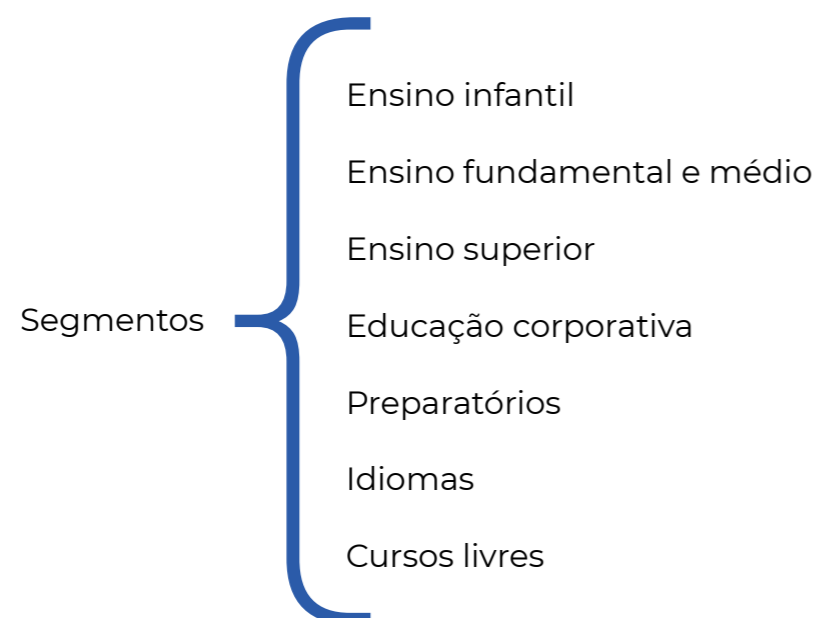 Segmentos
Ensino infantil
Ensino fundamental e médio
Ensino superior
Educação corporativa
Preparatórios
Idiomas
Cursos livres